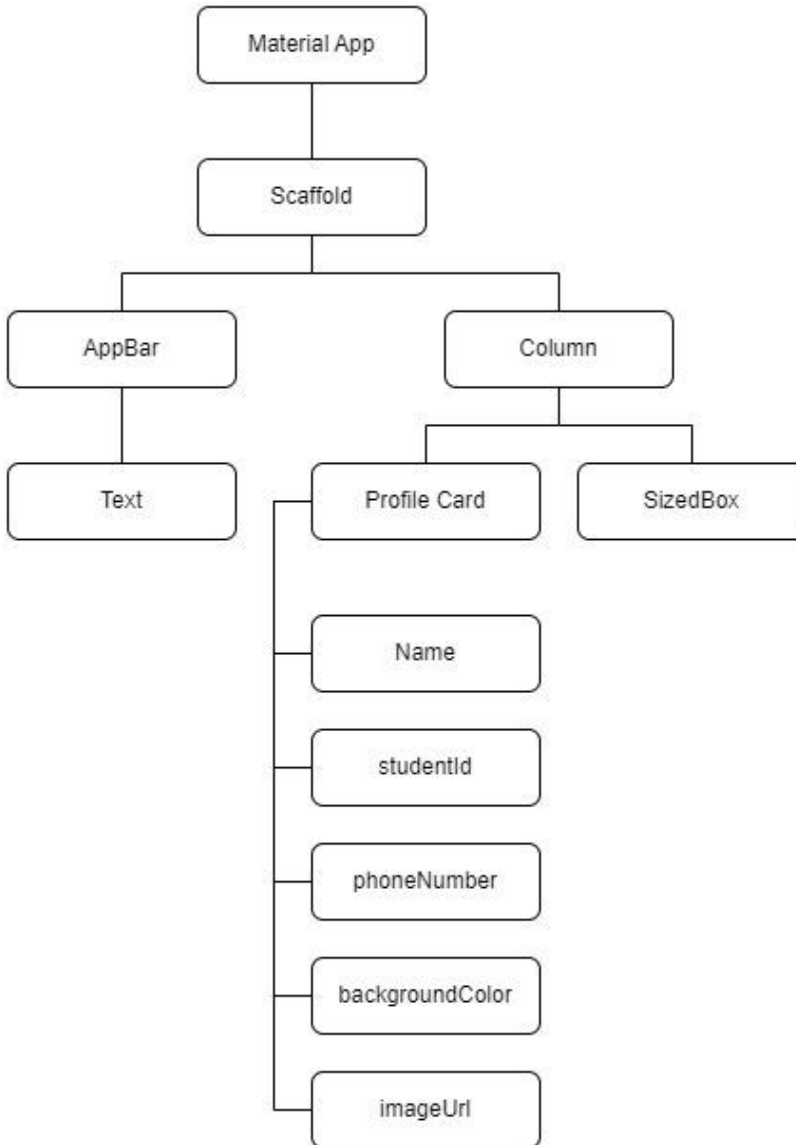 Material App
Scaffold
AppBar
Column
Text
Profile Card
SizedBox
Name
studentId
phoneNumber
backgroundColor
imageUrl